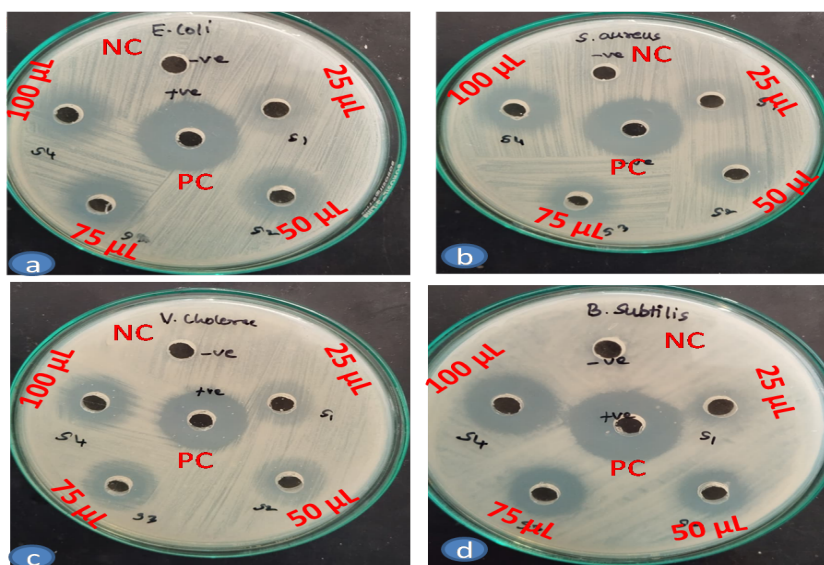 E.coli
NC
-ve
100 µL
25 µL
+ve
S1
S4
PC
S2
50 µL
S3
75 µL
a
S. aureus
NC
-ve
100 µL
25 µL
S4
PC
+ve
50 µL
S2
75 µL
S3
b
V. Cholerae
NC
-ve
100 µL
25 µL
+ve
S1
S4
PC
75 µL
S3
S2
50 µL
c
B. Subtilis
NC
-ve
100 µL
25 µL
+ve
S4
S1
PC
75 µL
50 µL
d